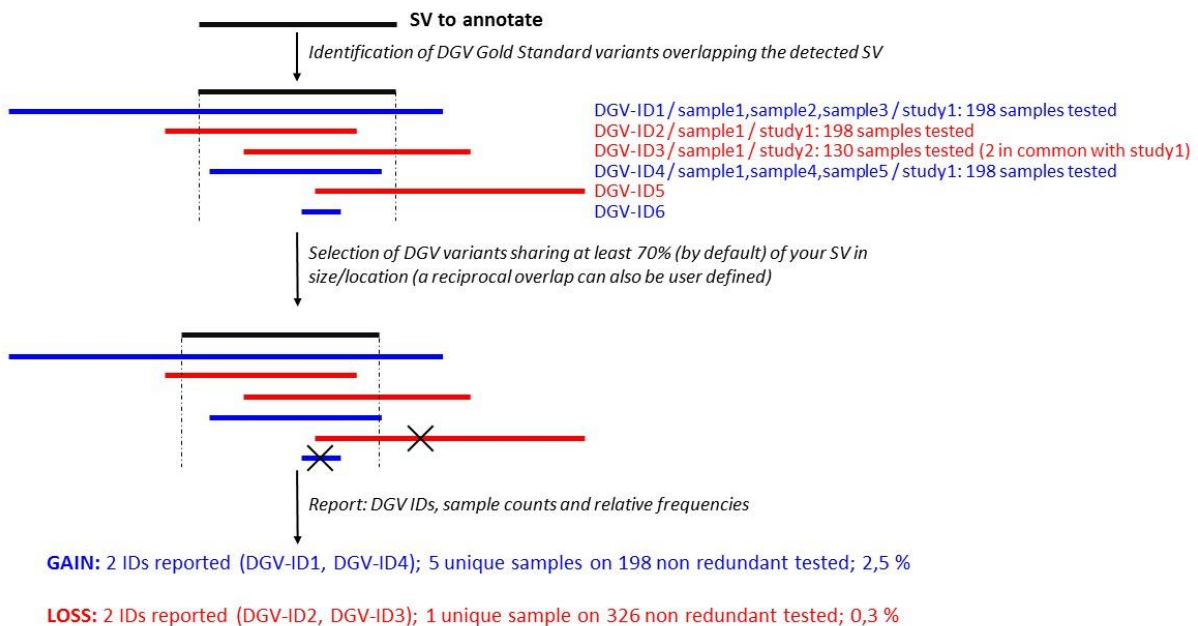 SV to annotate
Identification of DGV Gold Standard variants overlapping the detected SV
DGV-ID1 / sample1,sample2,sample3 / study1: 198 samples tested
DGV-ID2 / sample1 / study1: 198 samples tested
DGV-ID3 / sample1 / study2: 130 samples tested (2 in common with study1)
DGV-ID4 / sample1,sample4,sample5 / study1: 198 samples tested
DGV-ID5
DGV-ID6
Selection of DGV variants sharing at least 70% (by default) of your SV in
size/location (a reciprocal overlap can also be user defined)
Report: DGV IDs, sample counts and relative frequencies
GAIN: 2 IDs reported (DGV-ID1, DGV-ID4); 5 unique samples on 198 non redundant tested; 2,5 %
LOSS: 2 IDs reported (DGV-ID2, DGV-ID3); 1 unique sample on 326 non redundant tested; 0,3 %